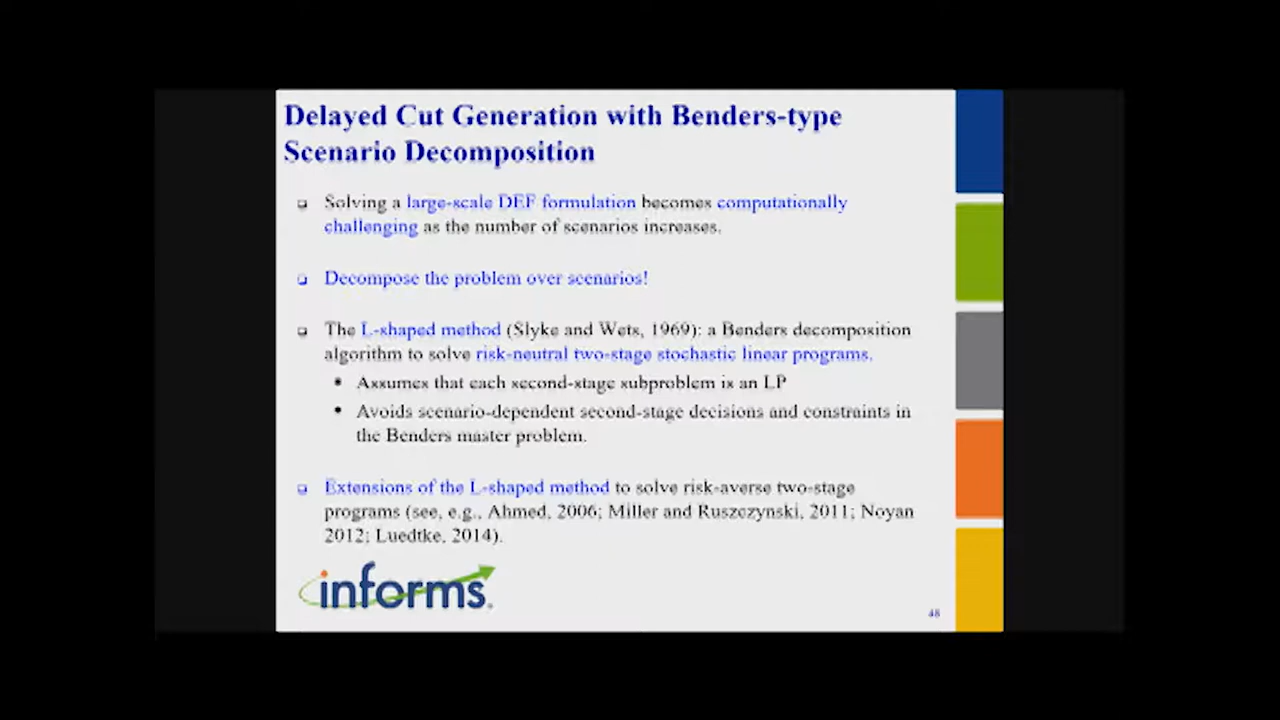 Delayed Cut Generation with Benders-type
Scenario Decomposition
Solving a large-scale DEF formulation becomes computationally
challenging as the number of scenarios increases.
Decompose the problem over scenarios!
The L-shaped method (Slyke and Wets, 1969): a Benders decomposition
algorithm to solve risk-neutral two-stage stochastic linear programs.
Assumes that each second-stage subproblem is an LP
Avoids scenario-dependent second-stage decisions and constraints in
the Benders master problem.
Extensions of the L-shaped method to solve risk-averse two-stage
programs (see, e.g., Ahmed, 2006; Miller and Ruszczynski, 2011; Noyan
2012; Luedtke, 2014).
informs.
48